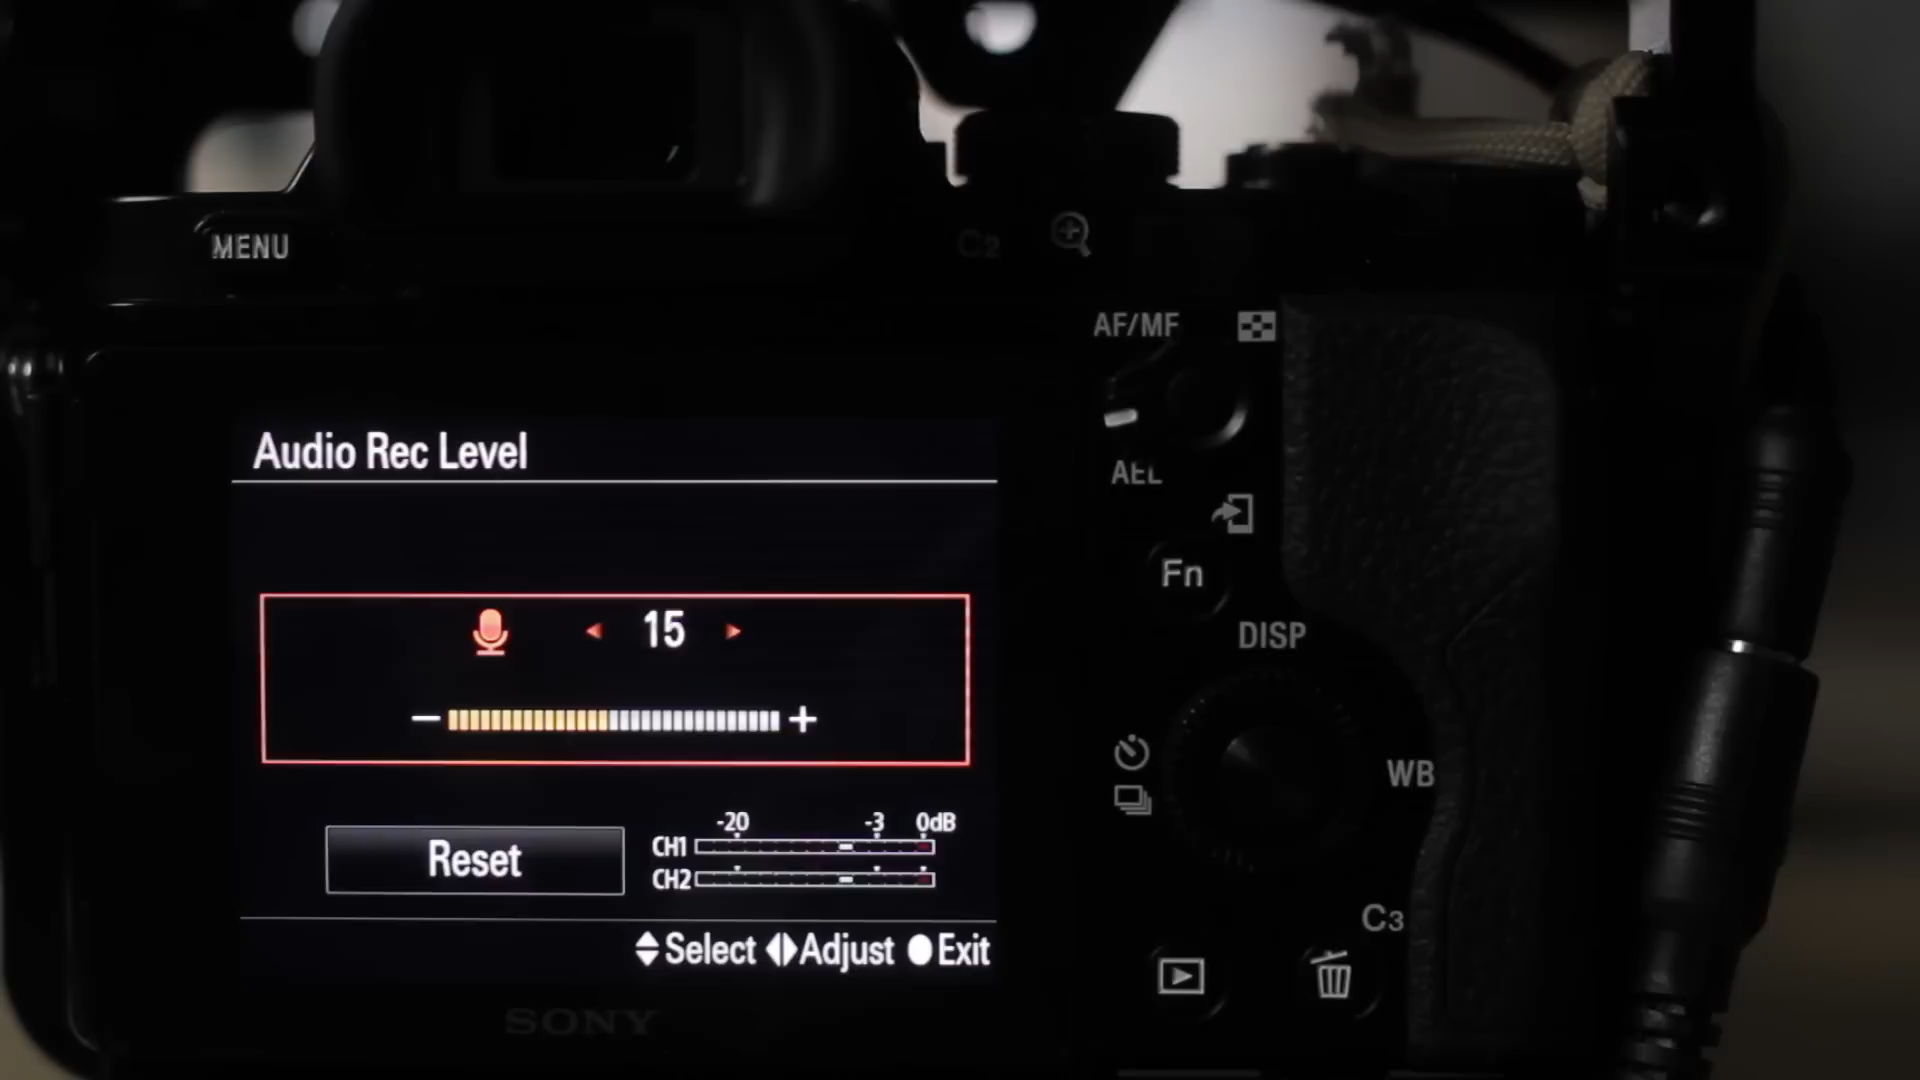 MENU
C2
AF/MF
Audio Rec Level
AEL
15
Fn
DISP
− +
WB
-20 -3 0dB
CH1
Reset
CH2
C3
Select Adjust Exit
SONY